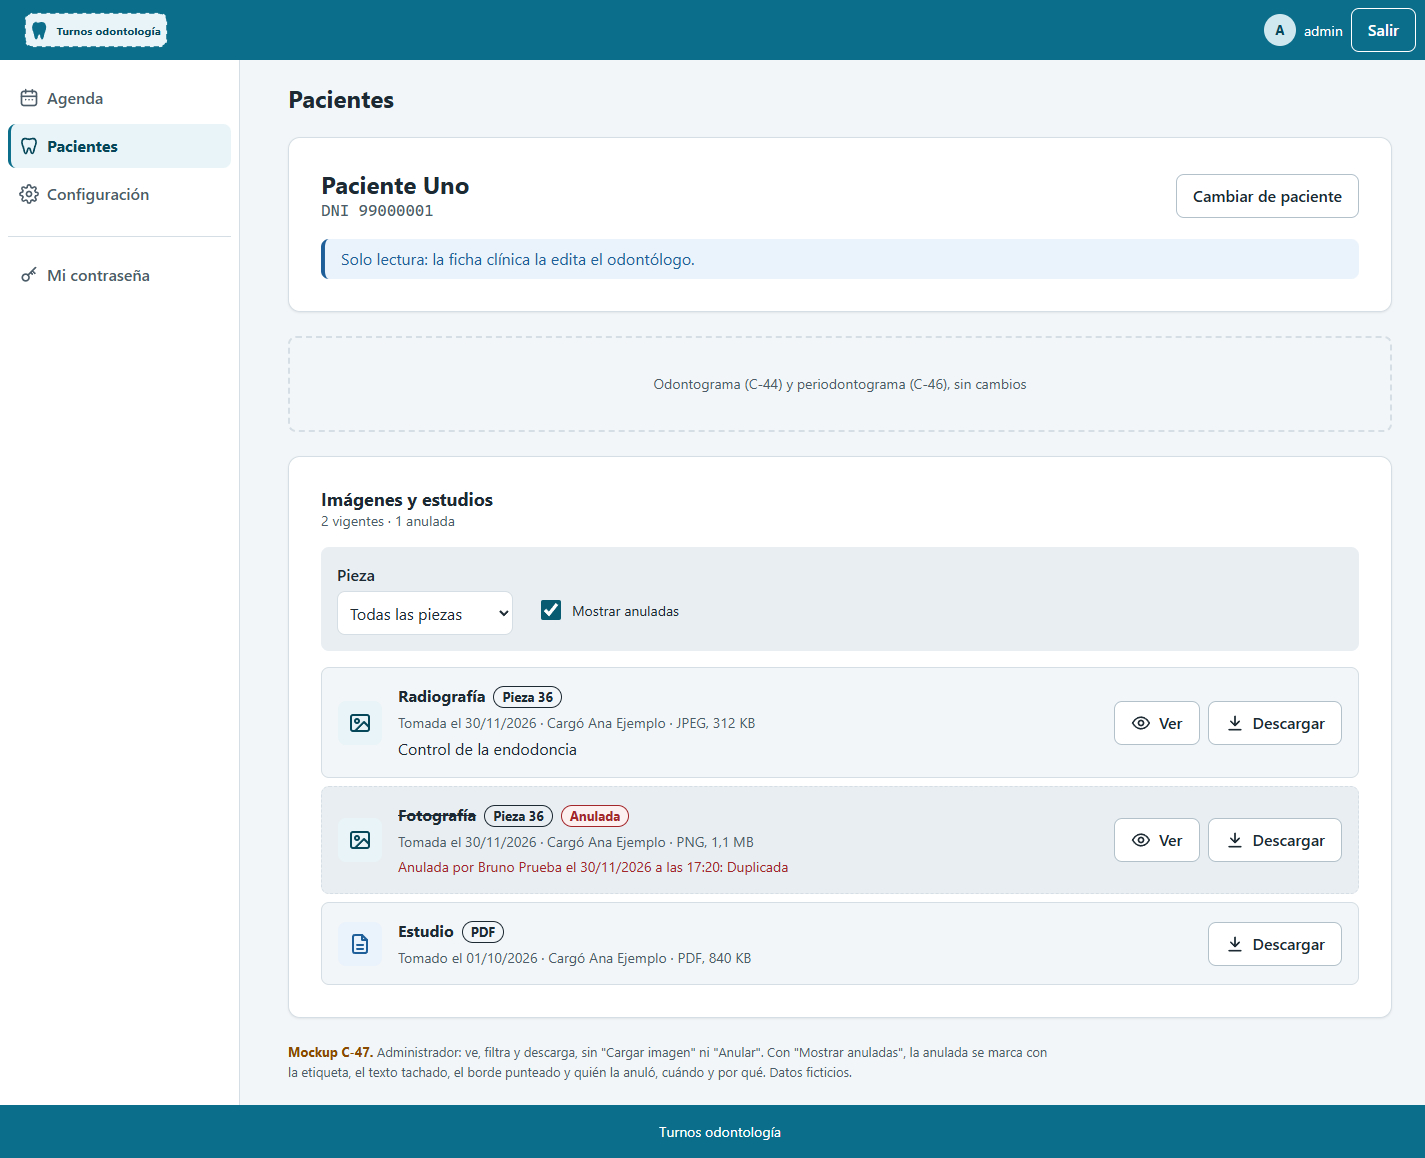 Turnos odontología
A
admin
Salir
Agenda
Pacientes
Configuración
Mi contraseña
Pacientes
Paciente Uno
DNI 99000001
Cambiar de paciente
Solo lectura: la ficha clínica la edita el odontólogo.
Odontograma (C-44) y periodontograma (C-46), sin cambios
Imágenes y estudios
2 vigentes · 1 anulada
Pieza
Todas las piezas
Mostrar anuladas
Radiografía Pieza 36
Tomada el 30/11/2026 · Cargó Ana Ejemplo · JPEG, 312 KB
Control de la endodoncia
Ver
Descargar
Fotografía Pieza 36 Anulada
Tomada el 30/11/2026 · Cargó Ana Ejemplo · PNG, 1,1 MB
Anulada por Bruno Prueba el 30/11/2026 a las 17:20: Duplicada
Ver
Descargar
Estudio PDF
Tomado el 01/10/2026 · Cargó Ana Ejemplo · PDF, 840 KB
Descargar
Mockup C-47. Administrador: ve, filtra y descarga, sin "Cargar imagen" ni "Anular". Con "Mostrar anuladas", la anulada se marca con
la etiqueta, el texto tachado, el borde punteado y quién la anuló, cuándo y por qué. Datos ficticios.
Turnos odontología